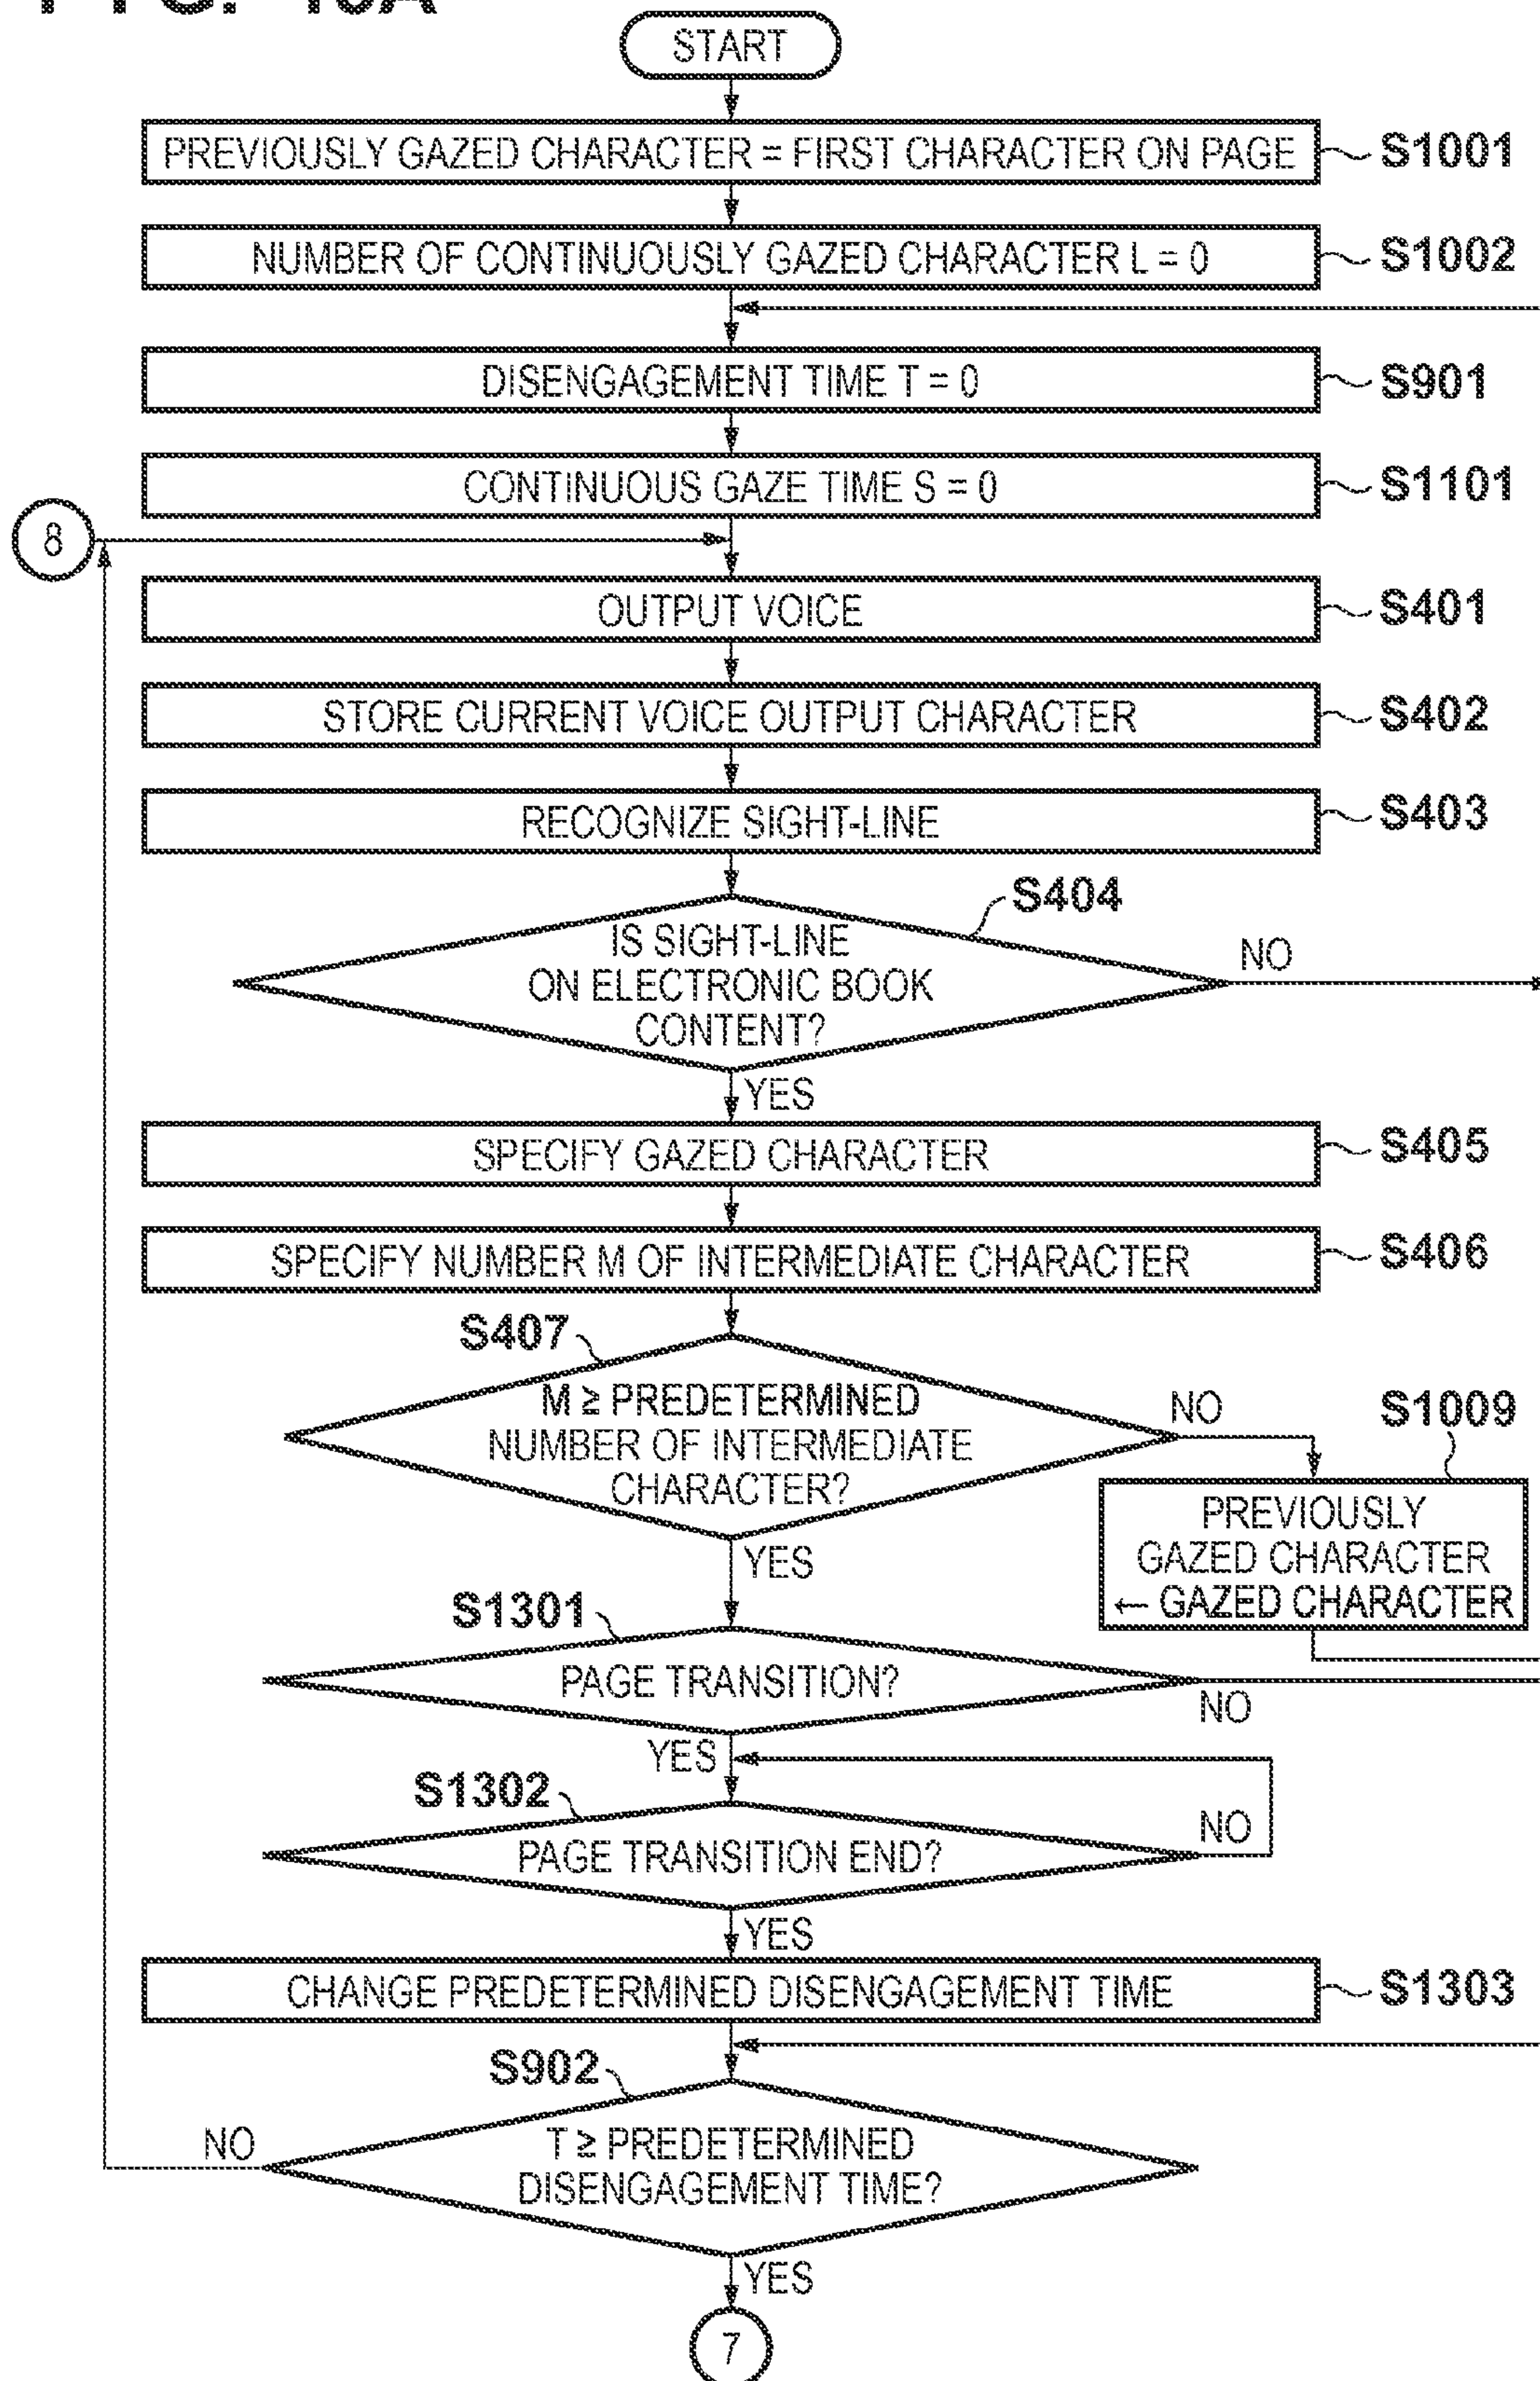 START
PREVIOUSLY GAZED CHARACTER = FIRST CHARACTER ON PAGE
S1001
NUMBER OF CONTINUOUSLY GAZED CHARACTER L = 0
S1002
DISENGAGEMENT TIME T = 0
S901
CONTINUOUS GAZE TIME S = 0
S1101
8
OUTPUT VOICE
S401
STORE CURRENT VOICE OUTPUT CHARACTER
S402
RECOGNIZE SIGHT-LINE
S403
S404
IS SIGHT-LINE
ON ELECTRONIC BOOK
CONTENT?
NO
YES
SPECIFY GAZED CHARACTER
S405
SPECIFY NUMBER M OF INTERMEDIATE CHARACTER
S406
S407
M ≥ PREDETERMINED
NUMBER OF INTERMEDIATE
CHARACTER?
NO
YES
S1009
PREVIOUSLY
GAZED CHARACTER
← GAZED CHARACTER
S1301
PAGE TRANSITION?
NO
YES
S1302
PAGE TRANSITION END?
NO
YES
CHANGE PREDETERMINED DISENGAGEMENT TIME
S1303
S902
T ≥ PREDETERMINED
DISENGAGEMENT TIME?
NO
YES
7